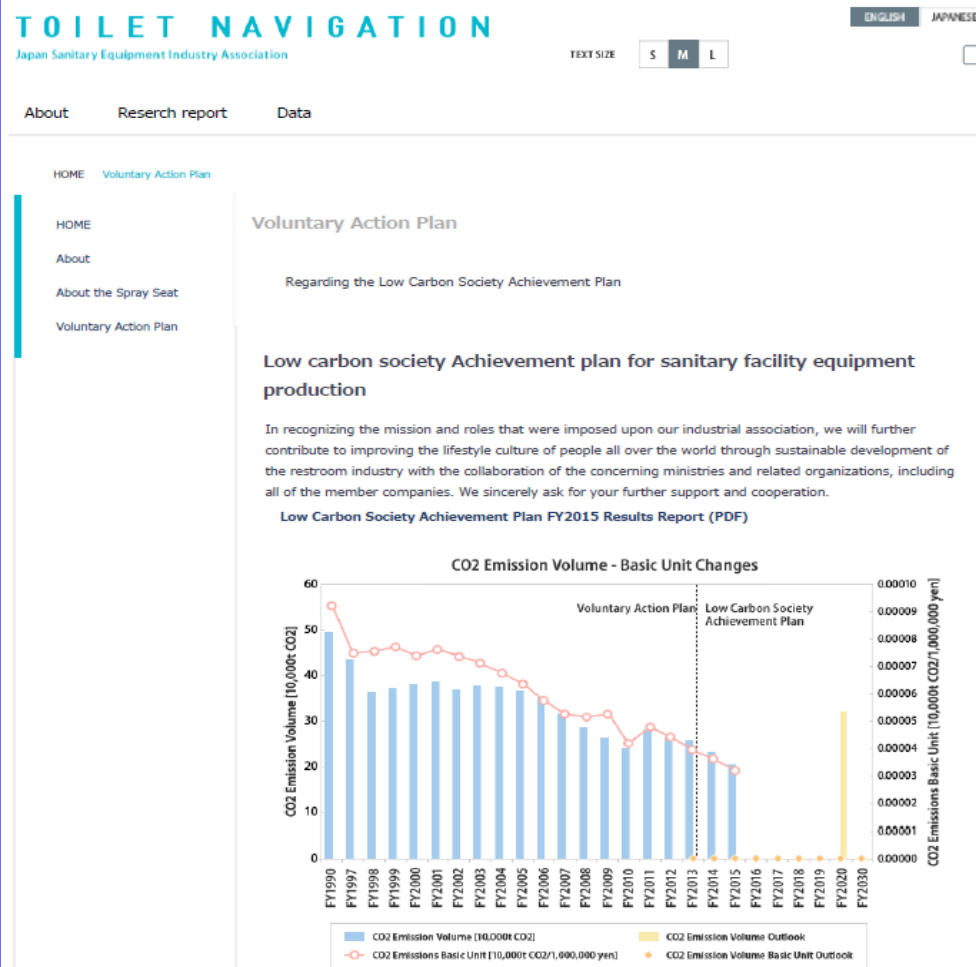 TOILET NAVIGATION
Japan Sanitary Equipment Industry Association
ENGLISH JAPANESE
TEXT SIZE S M L
About Reserch report Data
HOME Voluntary Action Plan
HOME
About
About the Spray Seat
Voluntary Action Plan
Voluntary Action Plan
Regarding the Low Carbon Society Achievement Plan
Low carbon society Achievement plan for sanitary facility equipment
production
In recognizing the mission and roles that were imposed upon our industrial association, we will further
contribute to improving the lifestyle culture of people all over the world through sustainable development of
the restroom industry with the collaboration of the concerning ministries and related organizations, including
all of the member companies. We sincerely ask for your further support and cooperation.
Low Carbon Society Achievement Plan FY2015 Results Report (PDF)
CO2 Emission Volume - Basic Unit Changes
Voluntary Action Plan
Low Carbon Society
Achievement Plan
CO2 Emission Volume [10,000t CO2]
60
50
40
30
20
10
0
0.00010
0.00009
0.00008
0.00007
0.00006
0.00005
0.00004
0.00003
0.00002
0.00001
0.00000
CO2 Emissions Basic Unit [10,000t CO2/1,000,000 yen]
FY1990 FY1997 FY1998 FY1999 FY2000 FY2001 FY2002 FY2003 FY2004 FY2005 FY2006 FY2007 FY2008 FY2009 FY2010 FY2011 FY2012 FY2013 FY2014 FY2015 FY2016 FY2017 FY2018 FY2019 FY2020 FY2030
CO2 Emission Volume [10,000t CO2] CO2 Emission Volume Outlook
CO2 Emissions Basic Unit [10,000t CO2/1,000,000 yen] CO2 Emission Volume Basic Unit Outlook